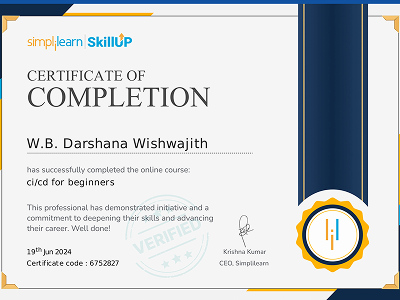 simplilearn | SkillUP
CERTIFICATE OF
COMPLETION
W.B. Darshana Wishwajith
has successfully completed the online course:
ci/cd for beginners
This professional has demonstrated initiative and a
commitment to deepening their skills and advancing
their career. Well done!
VERIFIED
19th Jun 2024
Certificate code : 6752827
Krishna Kumar
CEO, Simplilearn